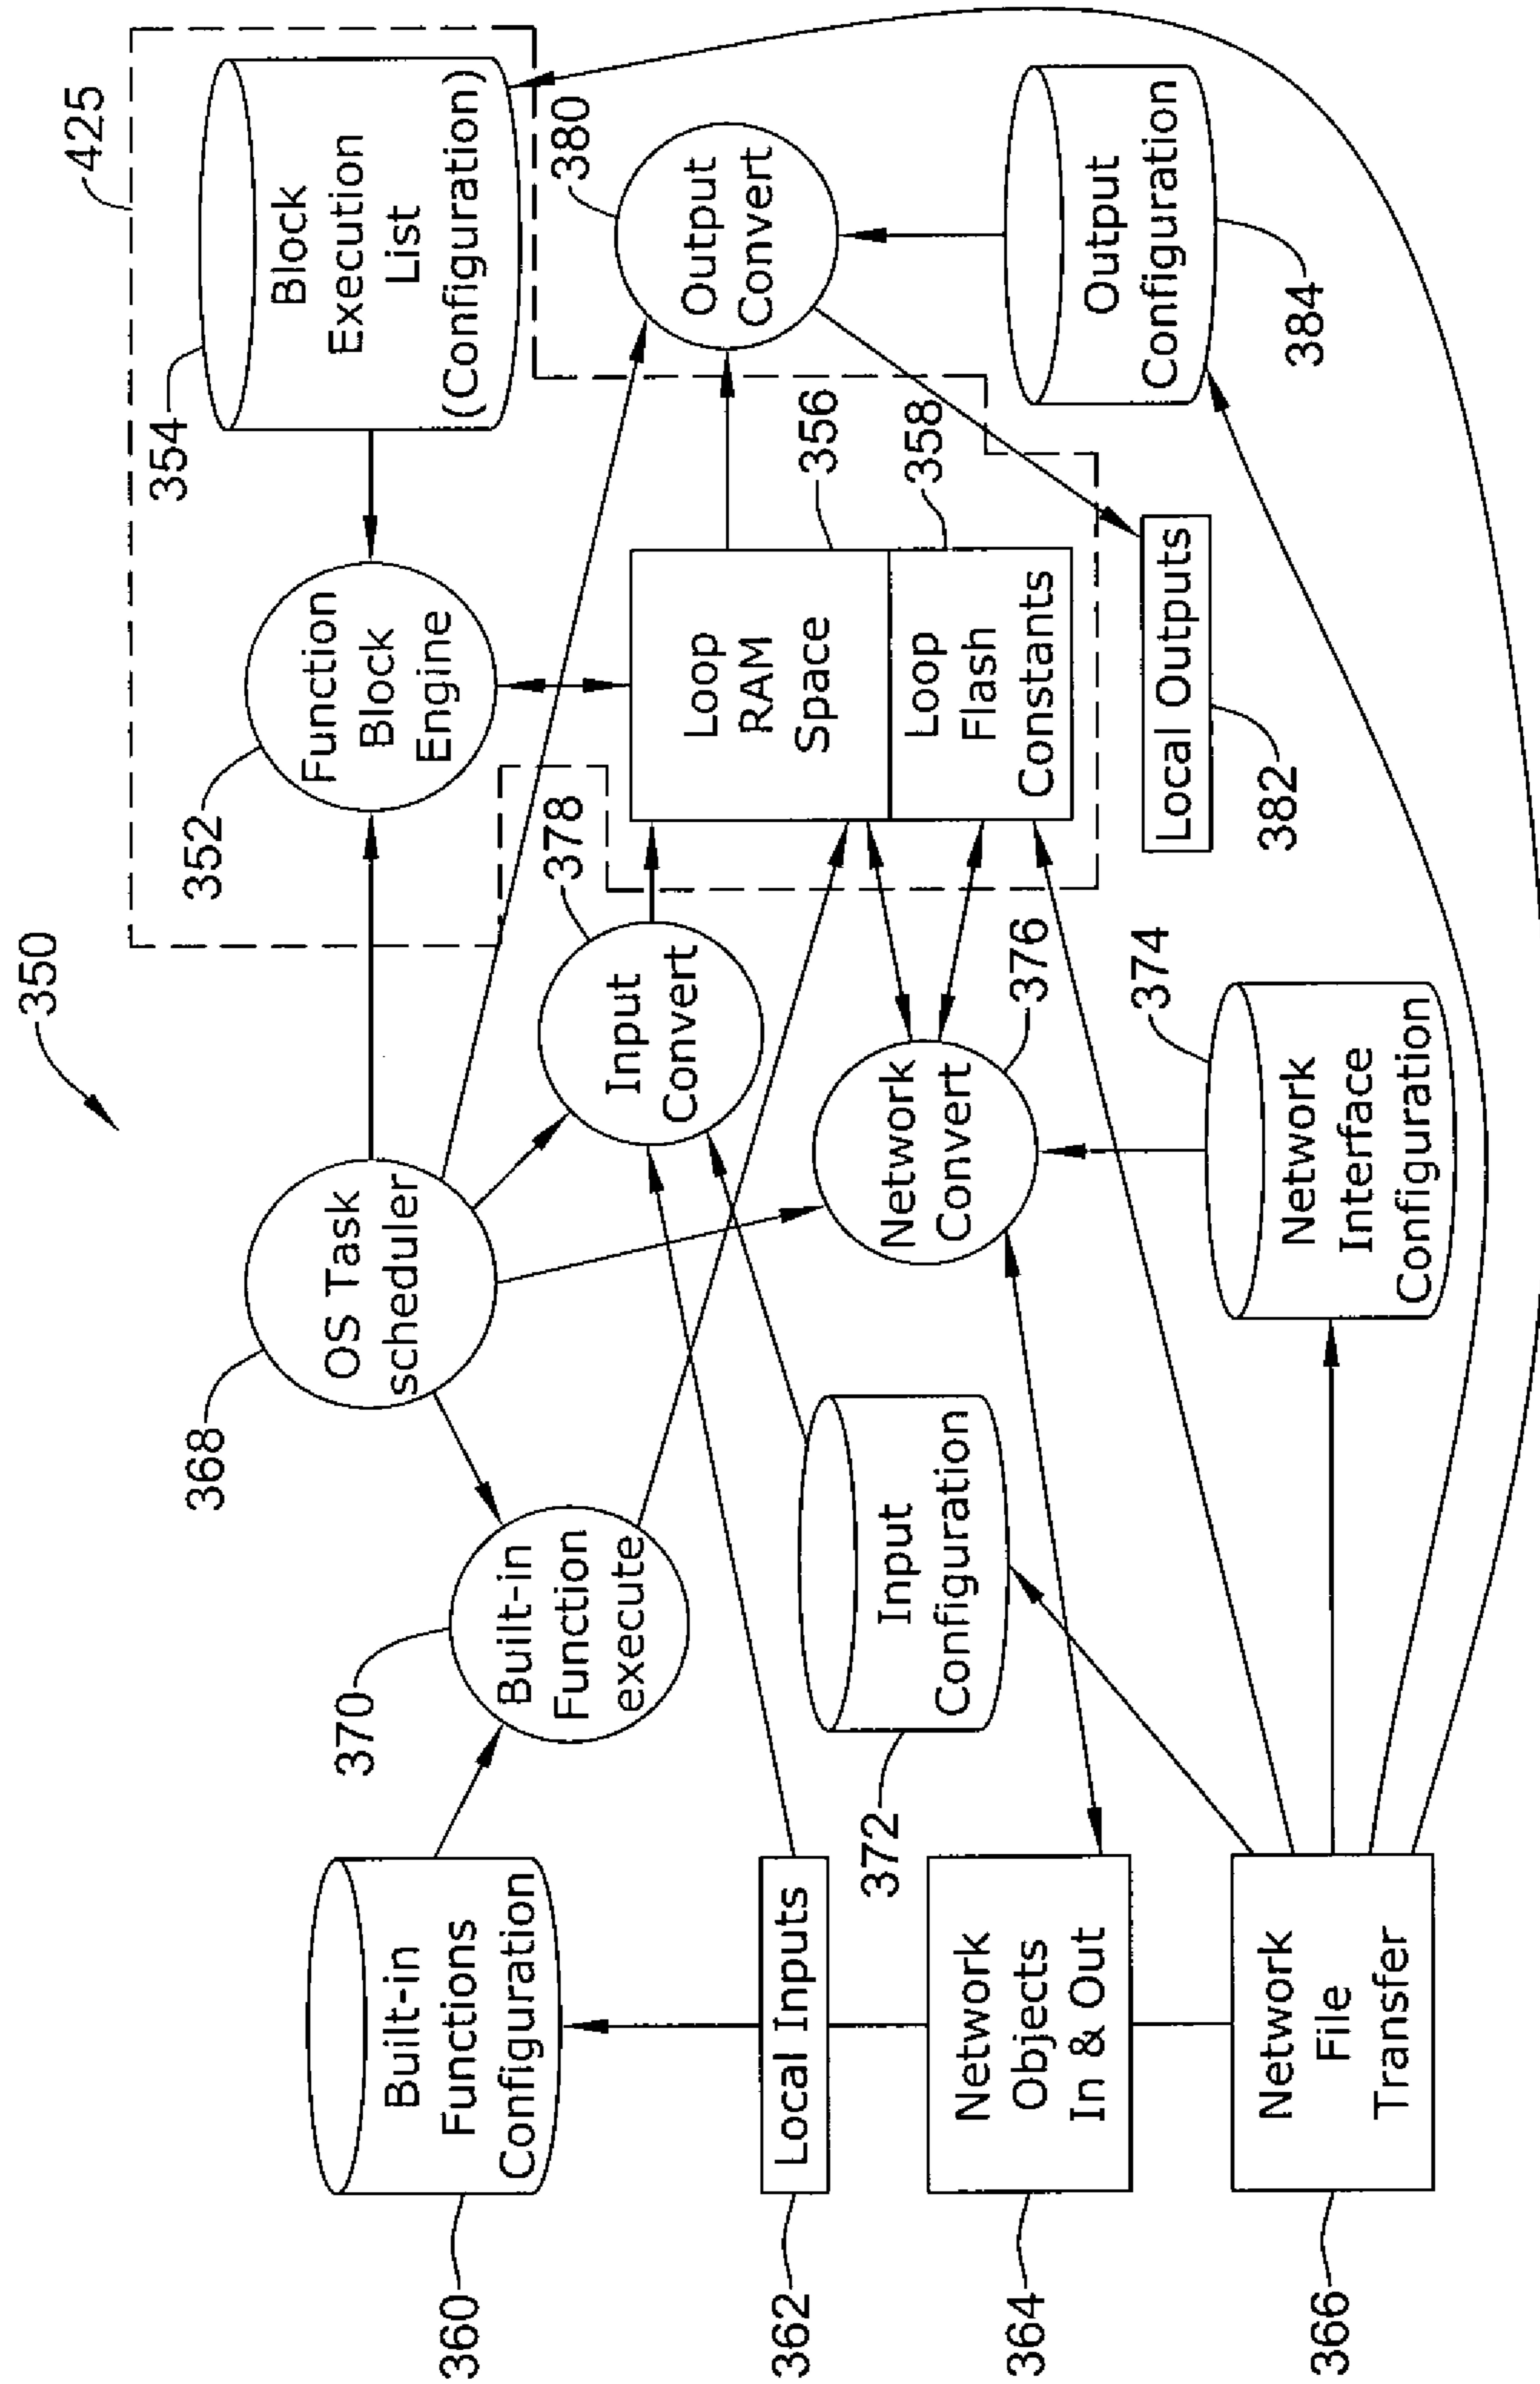 350
425
360
Built-in
Functions
Configuration
370
Built-in
Function
execute
368
OS Task
scheduler
352
Function
Block
Engine
354
Block
Execution
List
(Configuration)
362
Local Inputs
378
Input
Convert
Loop
RAM
Space
356
Loop
Flash
Constants
358
380
Output
Convert
364
Network
Objects
In & Out
372
Input
Configuration
Network
Convert
376
Local Outputs
382
Output
Configuration
384
366
Network
File
Transfer
374
Network
Interface
Configuration